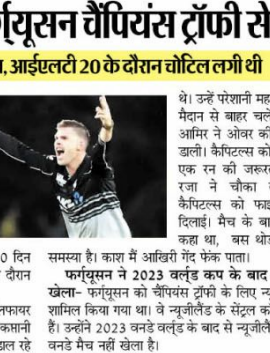 र्ग्यूसन चैंपियंस ट्रॉफी से
, आईएलटी 20 के दौरान चोटिल लगी थी
थे। उन्हें परेशानी मह
मैदान से बाहर चले
आमिर ने ओवर की
डाली। कैपिटल्स को
एक रन की जरूरत
रजा ने चौका
कैपिटल्स को फाइ
दिलाई। मैच के बा
कहा था, बस थोड़
समस्या है। काश मैं आखिरी गेंद फेंक पाता।
0 दिन
दौरान
लफायर
कप्तानी
डाल रहे
फर्ग्यूसन ने 2023 वर्ल्ड कप के बाद
खेला- फर्ग्यूसन को चैंपियंस ट्रॉफी के लिए न्यू
शामिल किया गया था। वे न्यूजीलैंड के सेंट्रल कॉ
हैं। उन्होंने 2023 वनडे वर्ल्ड कप के बाद से न्यूजीलैं
वनडे मैच नहीं खेला है।